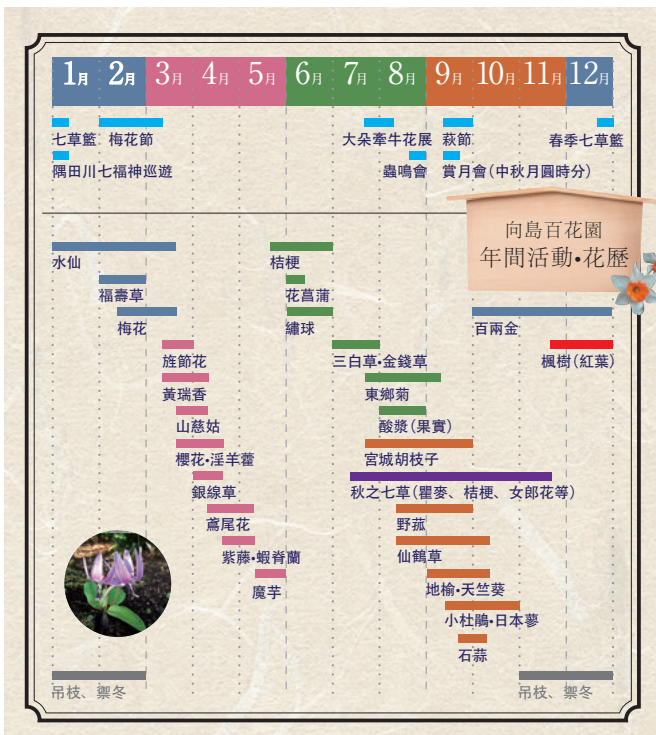 1月 2月 3月 4月 5月 6月 7月 8月 9月 10月 11月 12月
七草籃 梅花節 大朵牽牛花展 萩節 春季七草籃
隅田川七福神巡遊 蟲鳴會 賞月會(中秋月圓時分)
向島百花園
年間活動•花歷
水仙 桔梗
福壽草 花菖蒲
梅花 繡球 百兩金
旌節花 三白草•金錢草 楓樹(紅葉)
黃瑞香 東鄉菊
山慈姑 酸漿(果實)
櫻花•淫羊藿 宮城胡枝子
銀線草 秋之七草(瞿麥、桔梗、女郎花等)
鳶尾花 野菰
紫藤•蝦脊蘭 仙鶴草
魔芋 地榆•天竺葵
小杜鵑•日本夢
石蒜
吊枝、禦冬 吊枝、禦冬